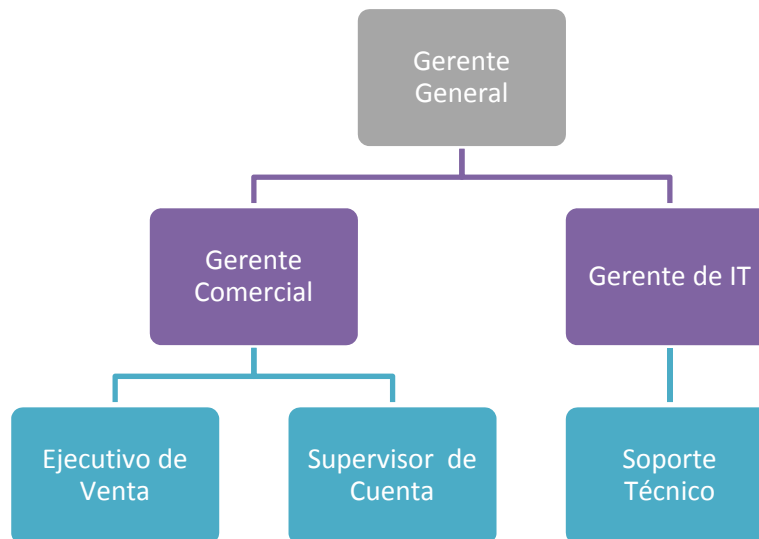 Gerente
General
Gerente
Comercial
Gerente de IT
Ejecutivo de
Venta
Supervisor  de
Cuenta
Soporte
Técnico